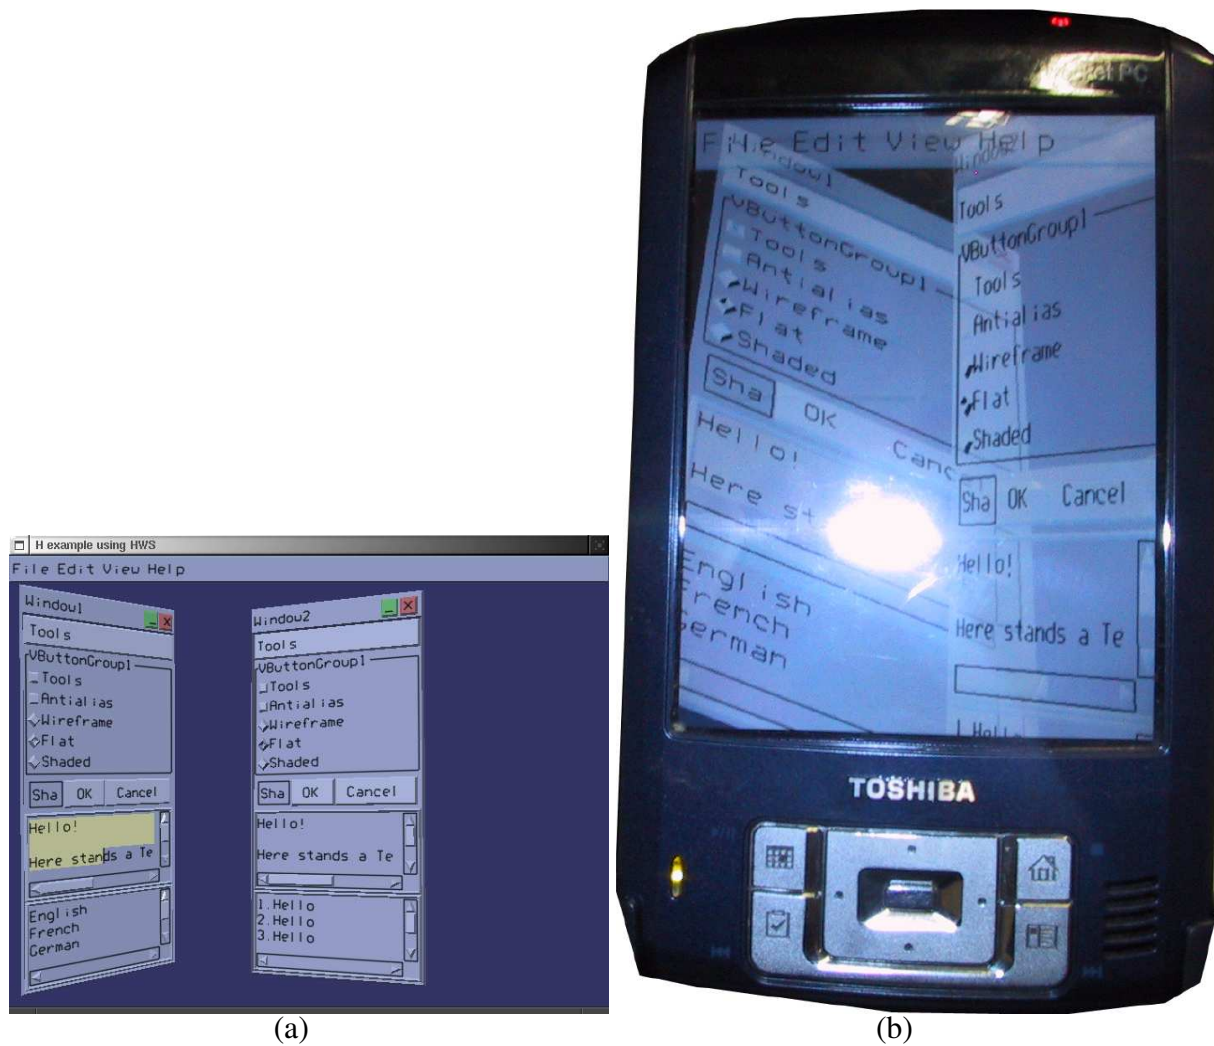 H example using HWS
File Edit View Help
Window1
Tools
VButtonGroup1
Tools
Antialias
Wireframe
Flat
Shaded
Sha OK Cancel
Hello!
Here stands a Te
English
French
German
Window2
Tools
VButtonGroup1
Tools
Antialias
Wireframe
Flat
Shaded
Sha OK Cancel
Hello!
Here stands a Te
1.Hello
2.Hello
3.Hello
(a)
File Edit View Help
Window1
Tools
VButtonGroup1
Tools
Antialias
Wireframe
Flat
Shaded
Sha OK Canc
Hello!
Here st
English
French
German
Window2
Tools
VButtonGroup1
Tools
Antialias
Wireframe
Flat
Shaded
Sha OK Cancel
Hello!
Here stands a Te
TOSHIBA
(b)